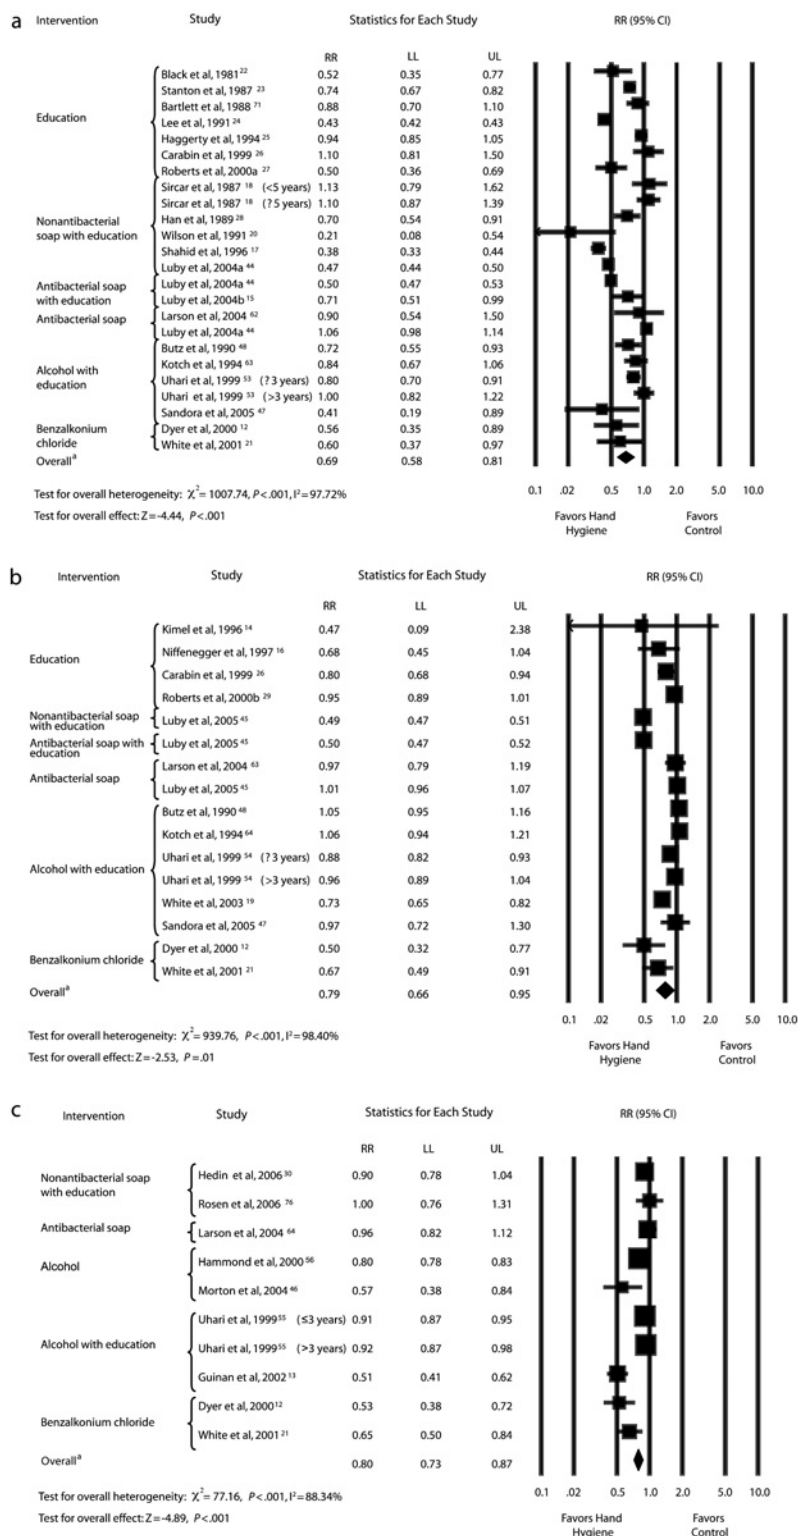 a Intervention Study Statistics for Each Study RR (95% CI)
RR LL UL
Black et al, 1981 22 0.52 0.35 0.77
Stanton et al, 1987 23 0.74 0.67 0.82
Bartlett et al, 1988 71 0.88 0.70 1.10
Education Lee et al, 1991 24 0.43 0.42 0.43
Haggerty et al, 1994 25 0.94 0.85 1.05
Carabin et al, 1999 26 1.10 0.81 1.50
Roberts et al, 2000a 27 0.50 0.36 0.69
Sircar et al, 1987 18 (<5 years) 1.13 0.79 1.62
Sircar et al, 1987 18 (? 5 years) 1.10 0.87 1.39
Nonantibacterial Han et al, 1989 28 0.70 0.54 0.91
soap with education Wilson et al, 1991 20 0.21 0.08 0.54
Shahid et al, 1996 17 0.38 0.33 0.44
Luby et al, 2004a 44 0.47 0.44 0.50
Antibacterial soap Luby et al, 2004a 44 0.50 0.47 0.53
with education Luby et al, 2004b 15 0.71 0.51 0.99
Antibacterial soap Larson et al, 2004 62 0.90 0.54 1.50
Luby et al, 2004a 44 1.06 0.98 1.14
Butz et al, 1990 48 0.72 0.55 0.93
Alcohol with Kotch et al, 1994 63 0.84 0.67 1.06
education Uhari et al, 1999 53 (? 3 years) 0.80 0.70 0.91
Uhari et al, 1999 53 (>3 years) 1.00 0.82 1.22
Sandora et al, 2005 47 0.41 0.19 0.89
Benzalkonium Dyer et al, 2000 12 0.56 0.35 0.89
chloride White et al, 2001 21 0.60 0.37 0.97
Overall a 0.69 0.58 0.81
0.1 .02 0.5 1.0 2.0 5.0 10.0
Test for overall heterogeneity: χ2= 1007.74, P<.001, I2= 97.72%
Test for overall effect: Z= -4.44, P<.001
Favors Hand Favors
Hygiene Control
b Intervention Study Statistics for Each Study RR (95% CI)
RR LL UL
Kimel et al, 1996 14 0.47 0.09 2.38
Education Niffenegger et al, 1997 16 0.68 0.45 1.04
Carabin et al, 1999 26 0.80 0.68 0.94
Roberts et al, 2000b 29 0.95 0.89 1.01
Nonantibacterial soap Luby et al, 2005 45 0.49 0.47 0.51
with education
Antibacterial soap with Luby et al, 2005 45 0.50 0.47 0.52
education
Larson et al, 2004 63 0.97 0.79 1.19
Antibacterial soap Luby et al, 2005 45 1.01 0.96 1.07
Butz et al, 1990 48 1.05 0.95 1.16
Kotch et al, 1994 64 1.06 0.94 1.21
Alcohol with education Uhari et al, 1999 54 (? 3 years) 0.88 0.82 0.93
Uhari et al, 1999 54 (>3 years) 0.96 0.89 1.04
White et al, 2003 19 0.73 0.65 0.82
Sandora et al, 2005 47 0.97 0.72 1.30
Benzalkonium chloride Dyer et al, 2000 12 0.50 0.32 0.77
White et al, 2001 21 0.67 0.49 0.91
Overall a 0.79 0.66 0.95
0.1 .02 0.5 1.0 2.0 5.0 10.0
Test for overall heterogeneity: χ2= 939.76, P<.001, I2= 98.40%
Test for overall effect: Z= -2.53, P=.01
Favors Hand Favors
Hygiene Control
c Intervention Study Statistics for Each Study RR (95% CI)
RR LL UL
Nonantibacterial soap Hedin et al, 2006 30 0.90 0.78 1.04
with education Rosen et al, 2006 76 1.00 0.76 1.31
Antibacterial soap Larson et al, 2004 64 0.96 0.82 1.12
Alcohol Hammond et al, 2000 56 0.80 0.78 0.83
Morton et al, 2004 46 0.57 0.38 0.84
Uhari et al, 1999 55 (≤3 years) 0.91 0.87 0.95
Alcohol with education Uhari et al, 1999 55 (>3 years) 0.92 0.87 0.98
Guinan et al, 2002 13 0.51 0.41 0.62
Benzalkonium chloride Dyer et al, 2000 12 0.53 0.38 0.72
White et al, 2001 21 0.65 0.50 0.84
Overall a 0.80 0.73 0.87
0.1 .02 0.5 1.0 2.0 5.0 10.0
Test for overall heterogeneity: χ2= 77.16, P<.001, I2= 88.34%
Test for overall effect: Z= -4.89, P<.001
Favors Hand Favors
Hygiene Control